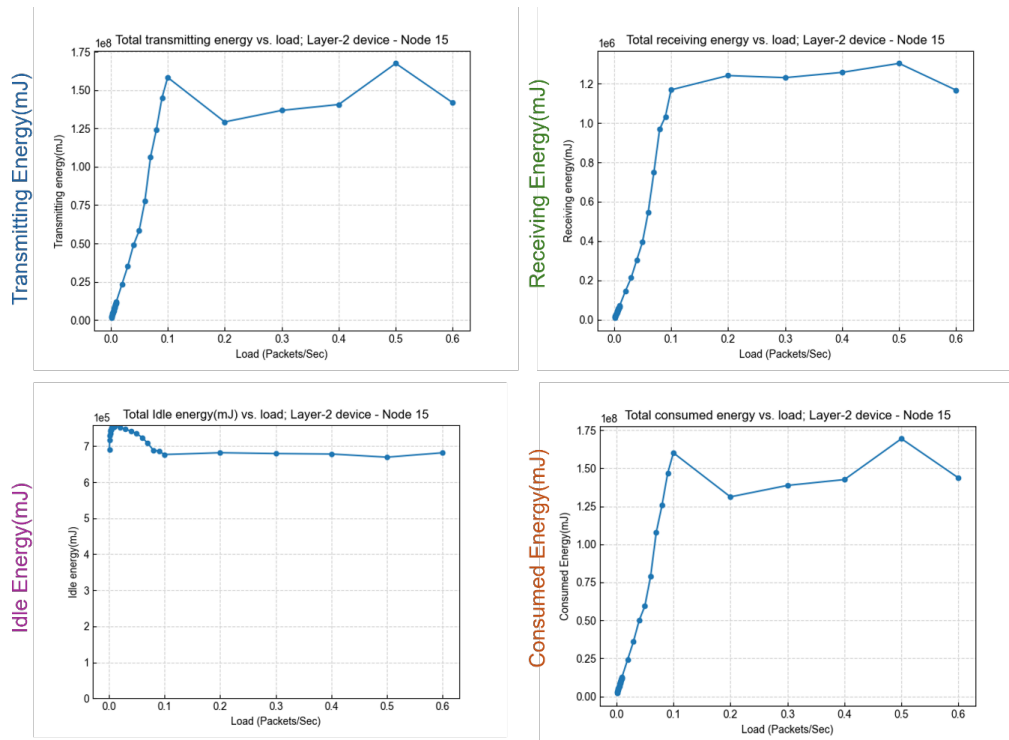 Transmitting Energy(mJ)
Total transmitting energy vs. load; Layer-2 device - Node 15
1e8
Transmitting energy(mJ)
1.75
1.50
1.25
1.00
0.75
0.50
0.25
0.00
0.0 0.1 0.2 0.3 0.4 0.5 0.6
Load (Packets/Sec)
Receiving Energy(mJ)
Total receiving energy vs. load; Layer-2 device - Node 15
1e6
Receiving energy(mJ)
1.2
1.0
0.8
0.6
0.4
0.2
0.0
0.0 0.1 0.2 0.3 0.4 0.5 0.6
Load (Packets/Sec)
Idle Energy(mJ)
Total Idle energy(mJ) vs. load; Layer-2 device - Node 15
1e5
Idle energy(mJ)
7
6
5
4
3
2
1
0
0.0 0.1 0.2 0.3 0.4 0.5 0.6
Load (Packets/Sec)
Consumed Energy(mJ)
Total consumed energy vs. load; Layer-2 device - Node 15
1e8
Consumed Energy(mJ)
1.75
1.50
1.25
1.00
0.75
0.50
0.25
0.00
0.0 0.1 0.2 0.3 0.4 0.5 0.6
Load (Packets/Sec)